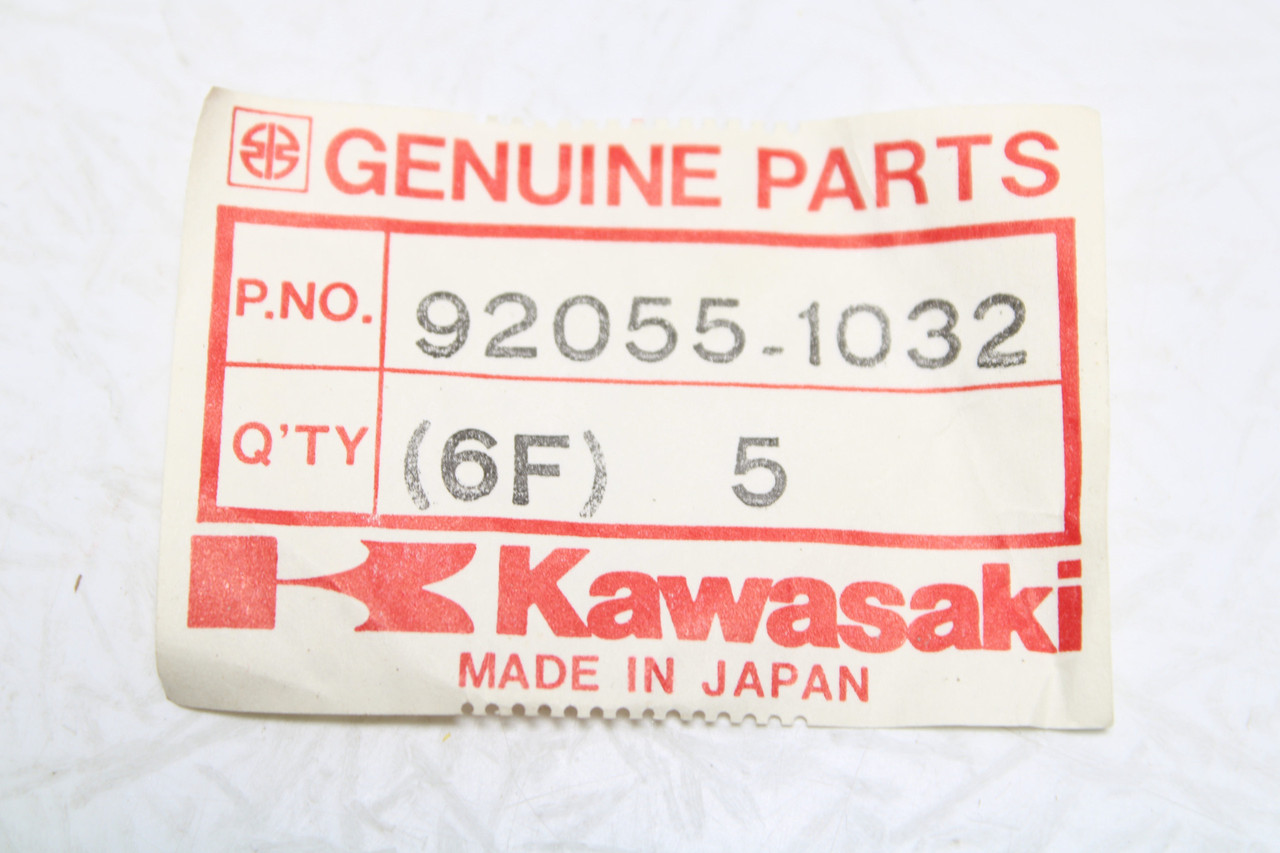 GENUINE PARTS
P.NO. 92055-1032
Q'TY (6F) 5
Kawasaki
MADE IN JAPAN